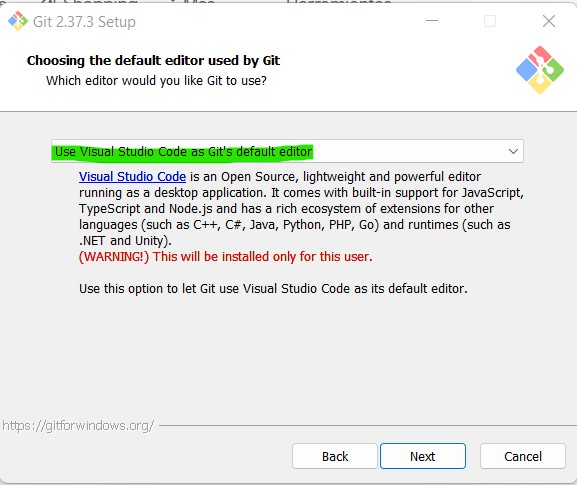 Git 2.37.3 Setup
Choosing the default editor used by Git
Which editor would you like Git to use?
Use Visual Studio Code as Git's default editor
Visual Studio Code is an Open Source, lightweight and powerful editor
running as a desktop application. It comes with built-in support for JavaScript,
TypeScript and Node.js and has a rich ecosystem of extensions for other
languages (such as C++, C#, Java, Python, PHP, Go) and runtimes (such as
.NET and Unity).
(WARNING!) This will be installed only for this user.
Use this option to let Git use Visual Studio Code as its default editor.
https://gitforwindows.org/
Back Next Cancel